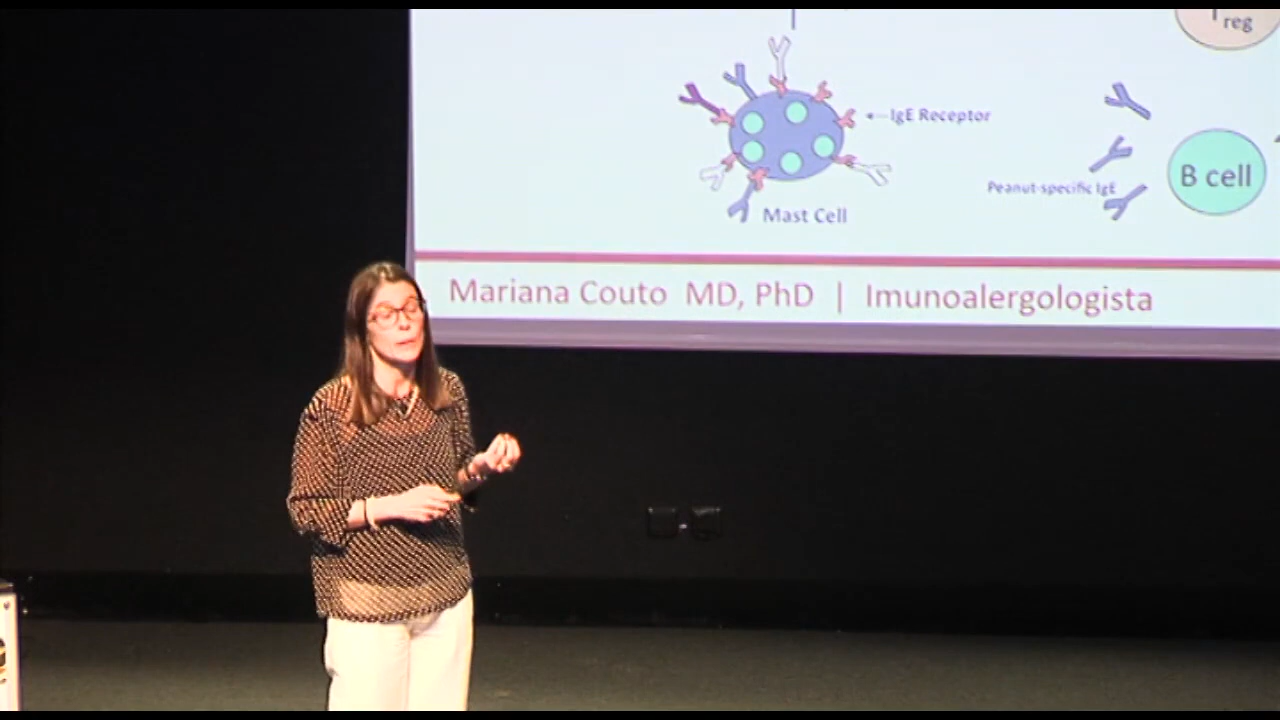 reg
IgE Receptor
B cell
Peanut-specific IgE
Mast Cell
Mariana Couto MD, PhD | Imunoalergologista